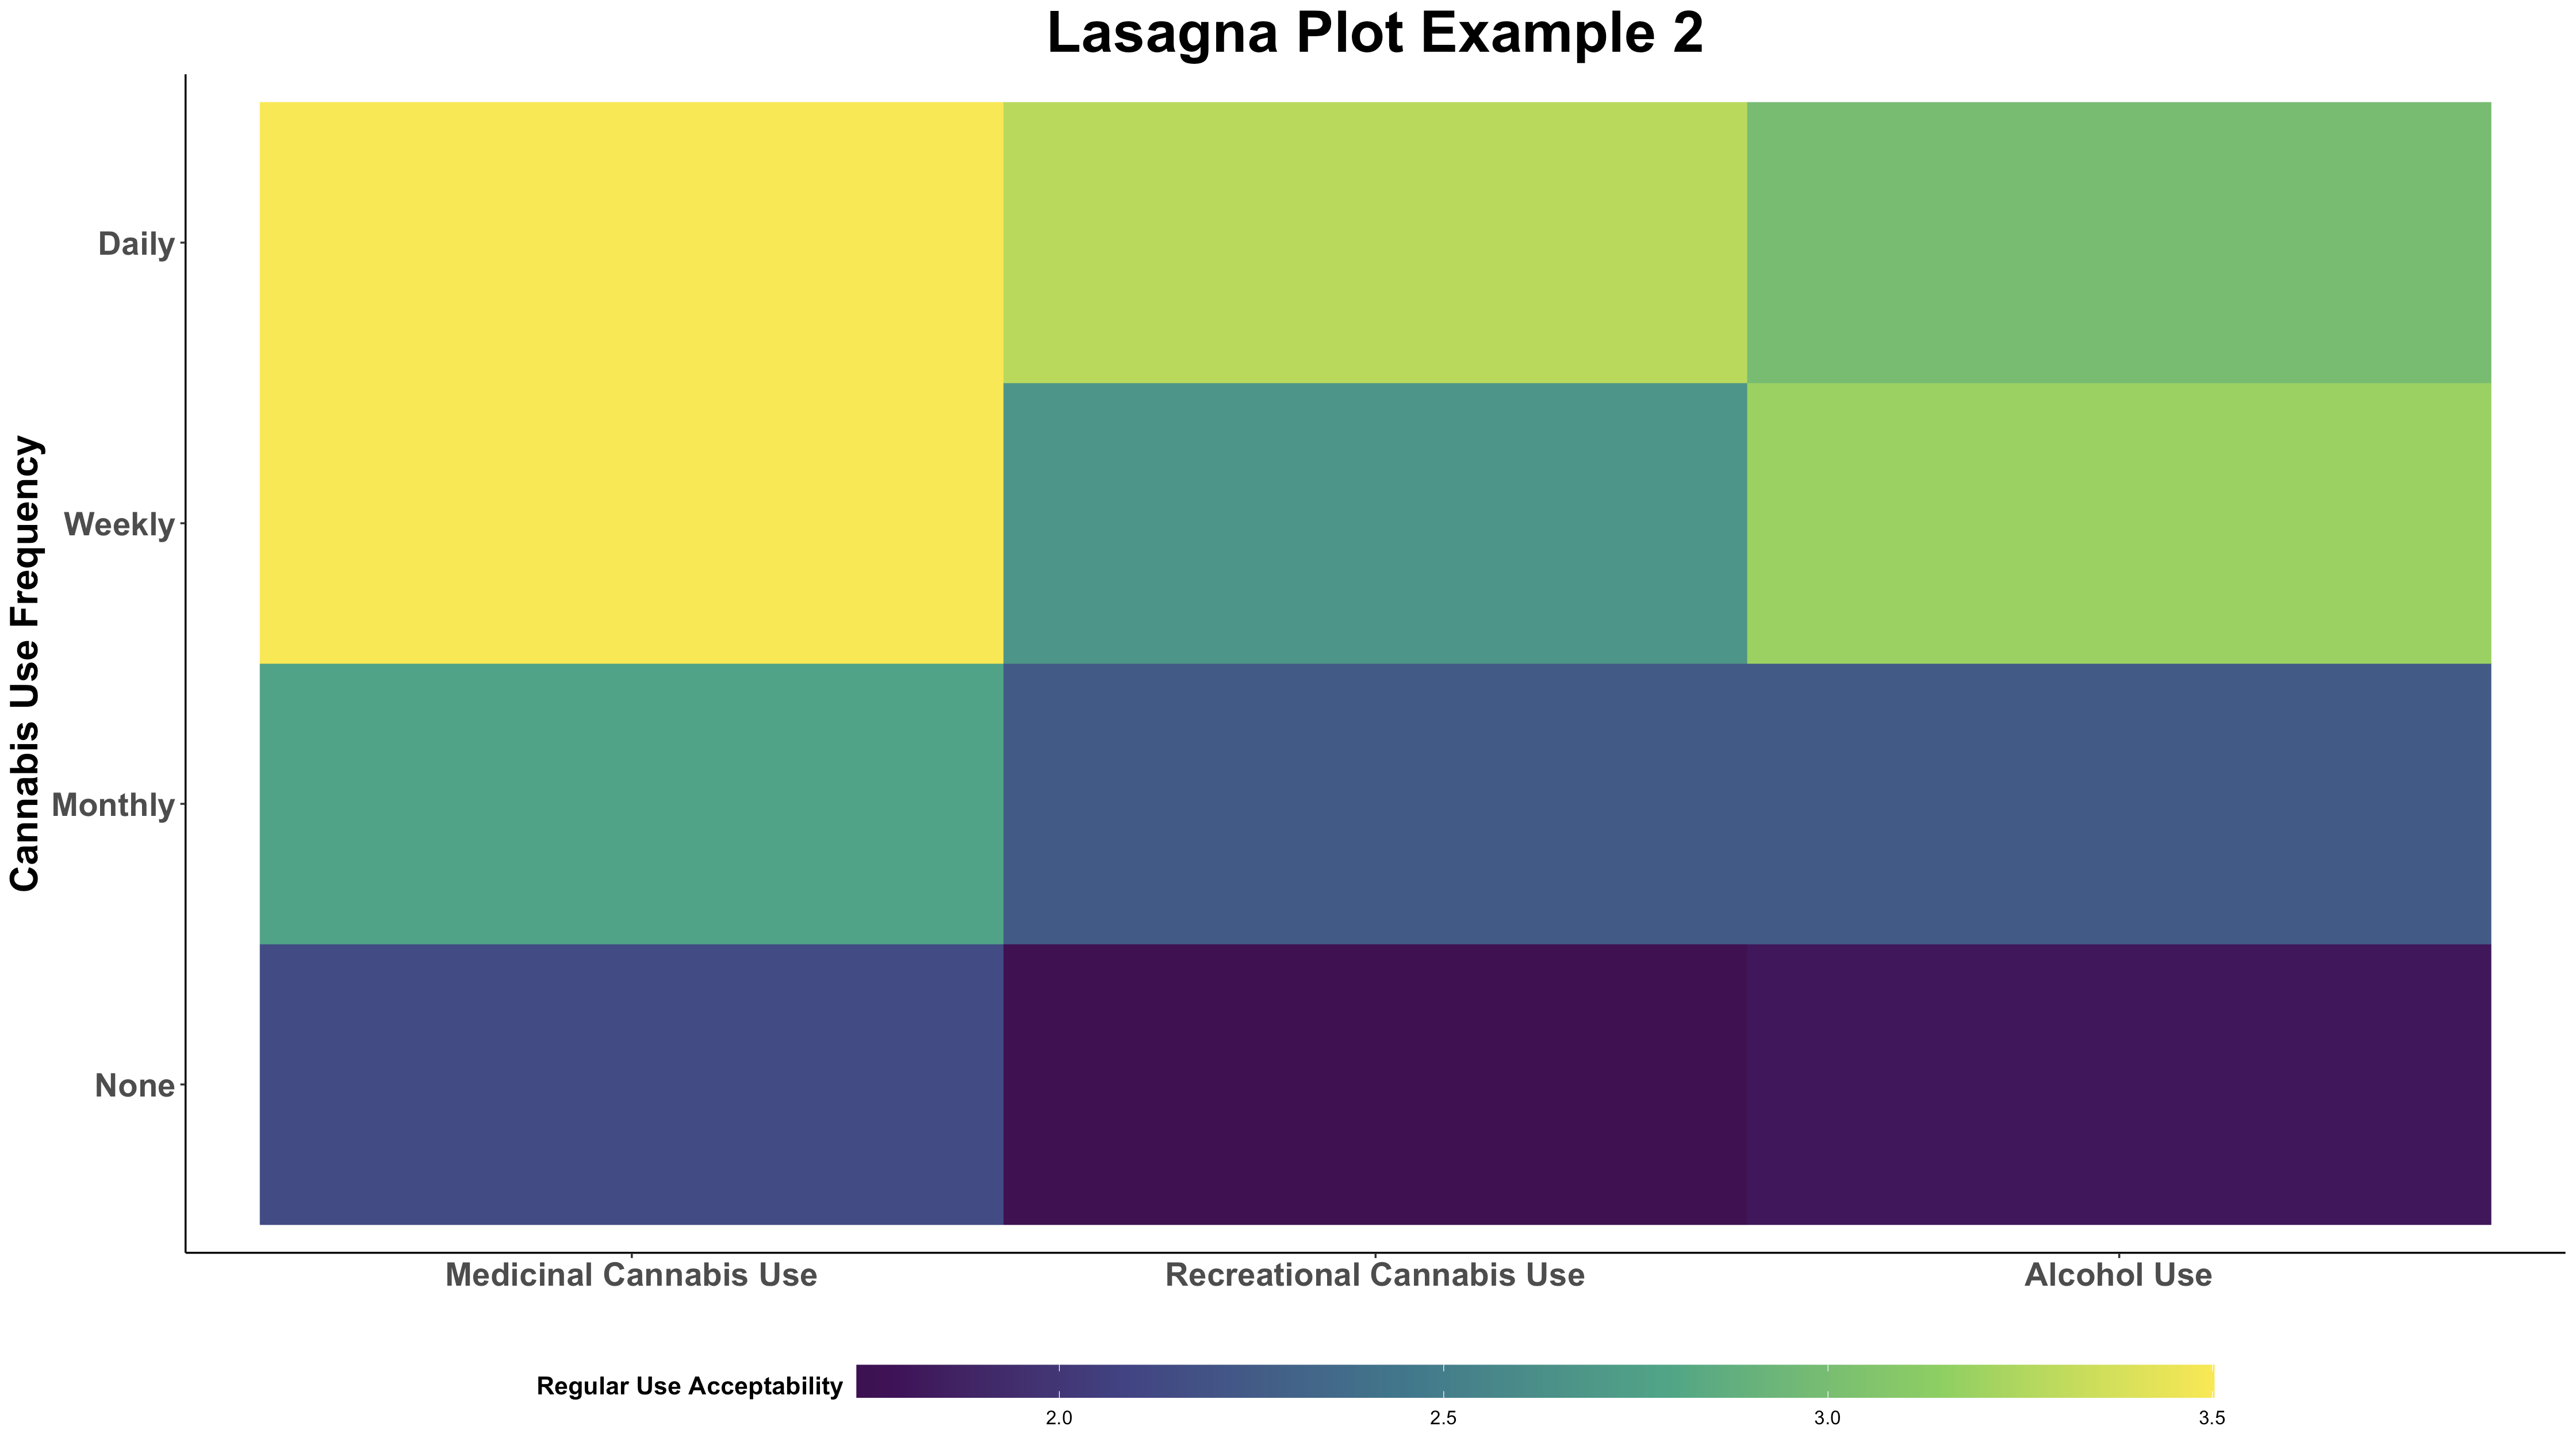 Lasagna Plot Example 2
Cannabis Use Frequency
Daily
Weekly
Monthly
None
Medicinal Cannabis Use
Recreational Cannabis Use
Alcohol Use
Regular Use Acceptability
2.0
2.5
3.0
3.5